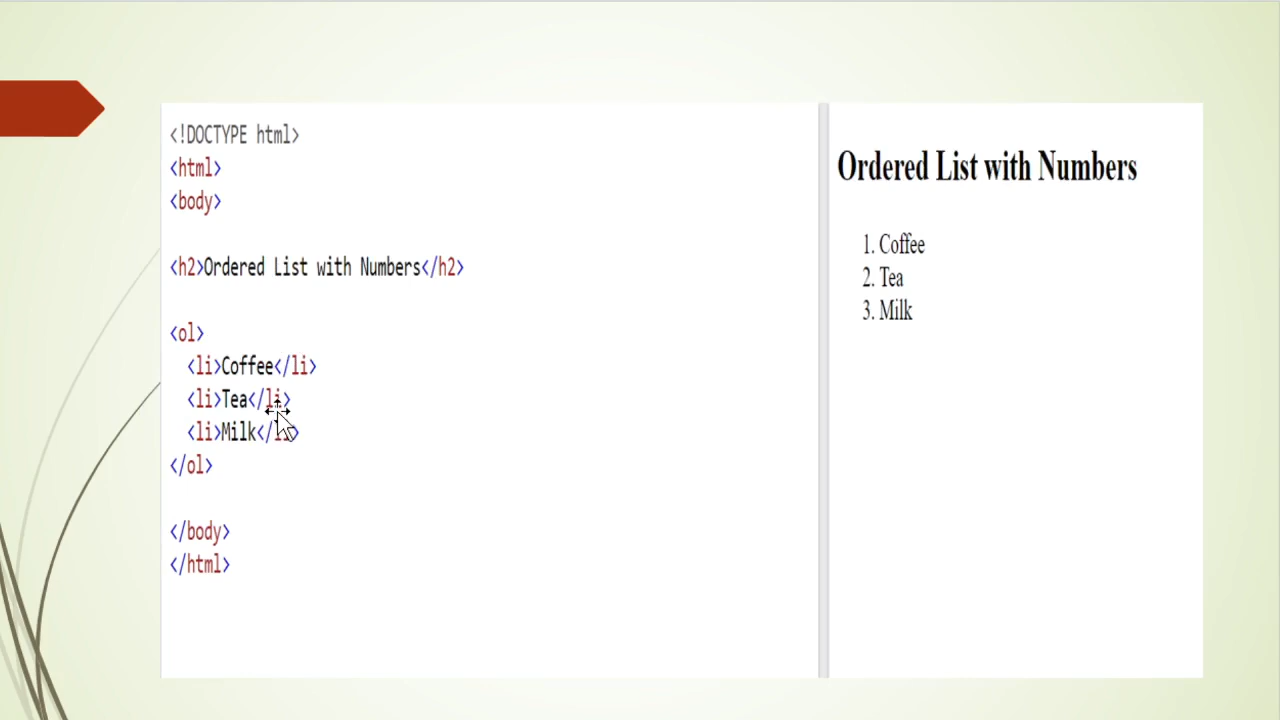 <!DOCTYPE html>
<html>
<body>
<h2>Ordered List with Numbers</h2>
<ol>
<li>Coffee</li>
<li>Tea</li>
<li>Milk</li>
</ol>
</body>
</html>
Ordered List with Numbers
1. Coffee
2. Tea
3. Milk